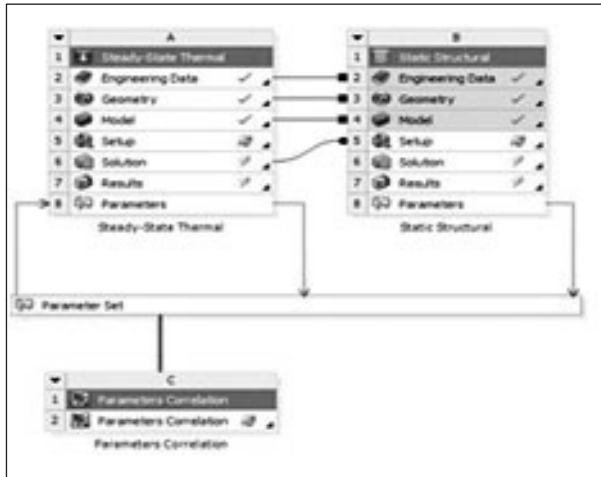 A
1 Steady-State Thermal
2 Engineering Data
3 Geometry
4 Model
5 Setup
6 Solution
7 Results
8 Parameters
Steady-State Thermal
B
1 Static Structural
2 Engineering Data
3 Geometry
4 Model
5 Setup
6 Solution
7 Results
8 Parameters
Static Structural
Parameter Set
C
1 Parameters Correlation
2 Parameters Correlation
Parameters Correlation